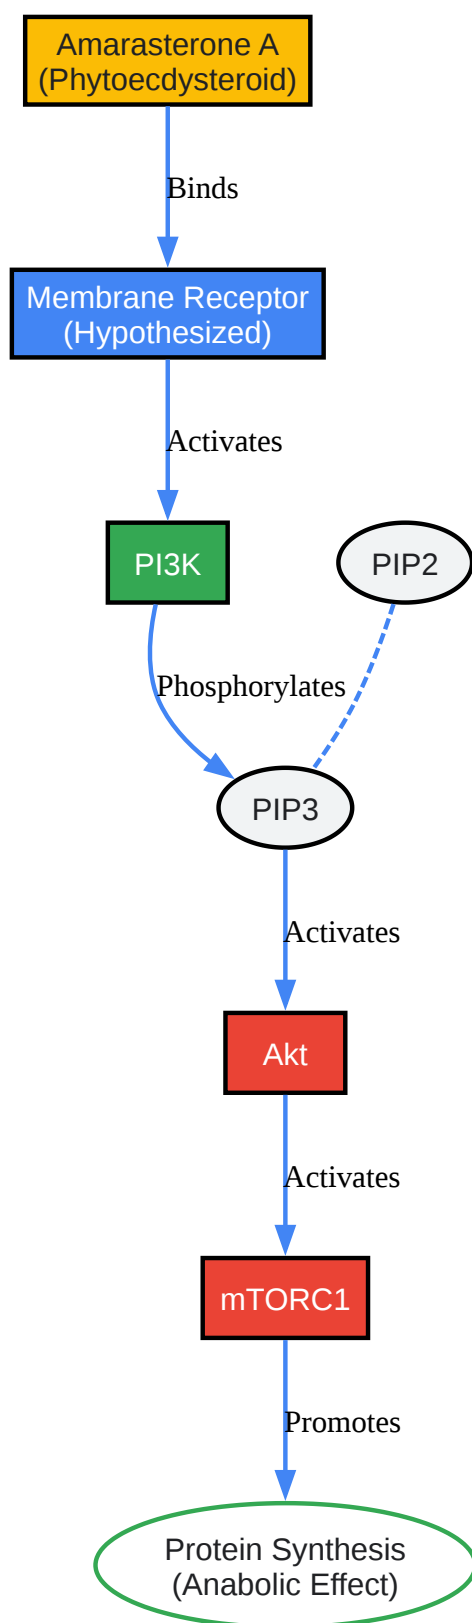 Amarasterone A
(Phytoecdysteroid)
Binds
Membrane Receptor
(Hypothesized)
Activates
PI3K
PIP2
Phosphorylates
PIP3
Activates
Akt
Activates
mTORC1
Promotes
Protein Synthesis
(Anabolic Effect)